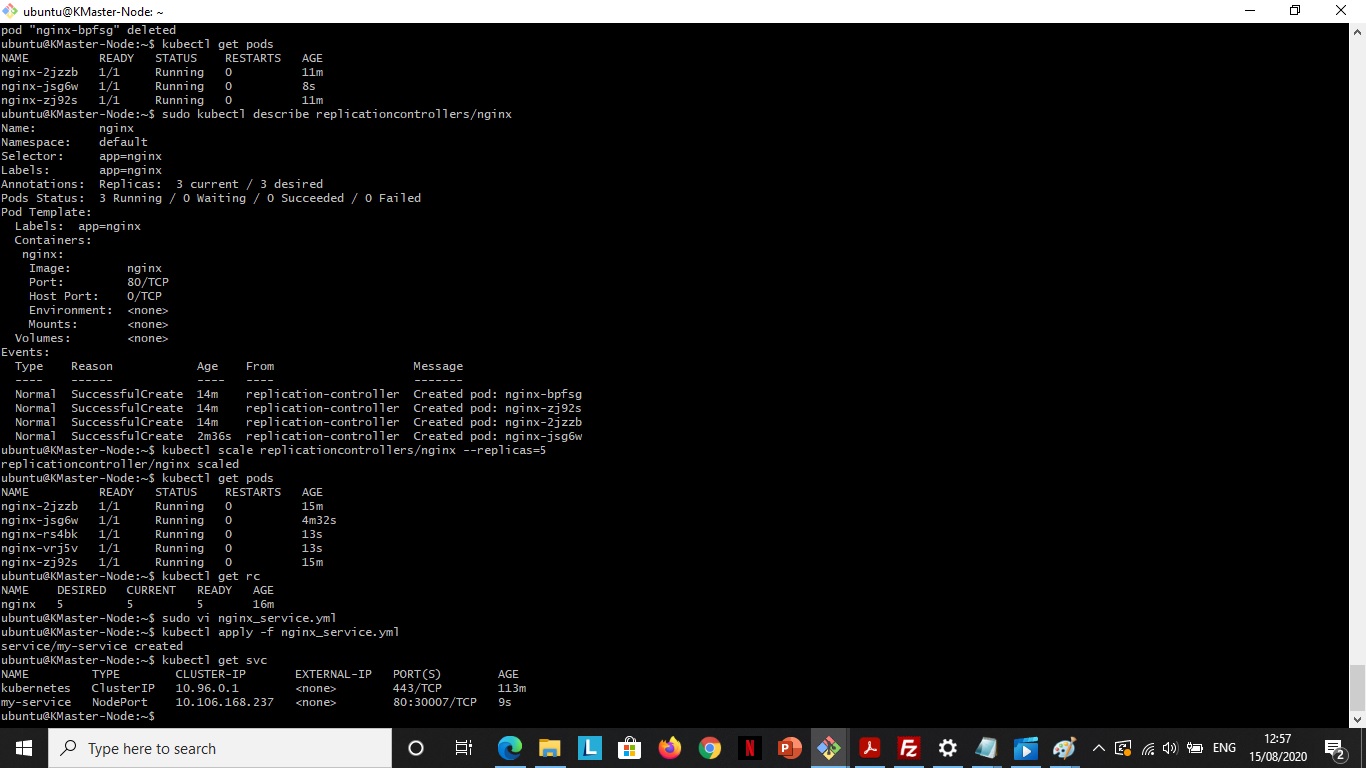 ubuntu@KMaster-Node: ~
pod "nginx-bpfsg" deleted
ubuntu@KMaster-Node:~$ kubectl get pods
NAME          READY   STATUS    RESTARTS   AGE
nginx-2jzzb   1/1     Running   0          11m
nginx-jsg6w   1/1     Running   0          8s
nginx-zj92s   1/1     Running   0          11m
ubuntu@KMaster-Node:~$ sudo kubectl describe replicationcontrollers/nginx
Name:         nginx
Namespace:    default
Selector:     app=nginx
Labels:       app=nginx
Annotations:  Replicas:  3 current / 3 desired
Pods Status:  3 Running / 0 Waiting / 0 Succeeded / 0 Failed
Pod Template:
  Labels:  app=nginx
  Containers:
   nginx:
    Image:        nginx
    Port:         80/TCP
    Host Port:    0/TCP
    Environment:  <none>
    Mounts:       <none>
  Volumes:        <none>
Events:
  Type    Reason            Age    From                    Message
  ----    ------            ----   ----                    -------
  Normal  SuccessfulCreate  14m    replication-controller  Created pod: nginx-bpfsg
  Normal  SuccessfulCreate  14m    replication-controller  Created pod: nginx-zj92s
  Normal  SuccessfulCreate  14m    replication-controller  Created pod: nginx-2jzzb
  Normal  SuccessfulCreate  2m36s  replication-controller  Created pod: nginx-jsg6w
ubuntu@KMaster-Node:~$ kubectl scale replicationcontrollers/nginx --replicas=5
replicationcontroller/nginx scaled
ubuntu@KMaster-Node:~$ kubectl get pods
NAME          READY   STATUS    RESTARTS   AGE
nginx-2jzzb   1/1     Running   0          15m
nginx-jsg6w   1/1     Running   0          4m32s
nginx-rs4bk   1/1     Running   0          13s
nginx-vrj5v   1/1     Running   0          13s
nginx-zj92s   1/1     Running   0          15m
ubuntu@KMaster-Node:~$ kubectl get rc
NAME    DESIRED   CURRENT   READY   AGE
nginx   5         5         5       16m
ubuntu@KMaster-Node:~$ sudo vi nginx_service.yml
ubuntu@KMaster-Node:~$ kubectl apply -f nginx_service.yml
service/my-service created
ubuntu@KMaster-Node:~$ kubectl get svc
NAME         TYPE        CLUSTER-IP       EXTERNAL-IP   PORT(S)        AGE
kubernetes   ClusterIP   10.96.0.1        <none>        443/TCP        113m
my-service   NodePort    10.106.168.237   <none>        80:30007/TCP   9s
ubuntu@KMaster-Node:~$
Type here to search
L
N
P
Fz
ENG
12:57
15/08/2020
2